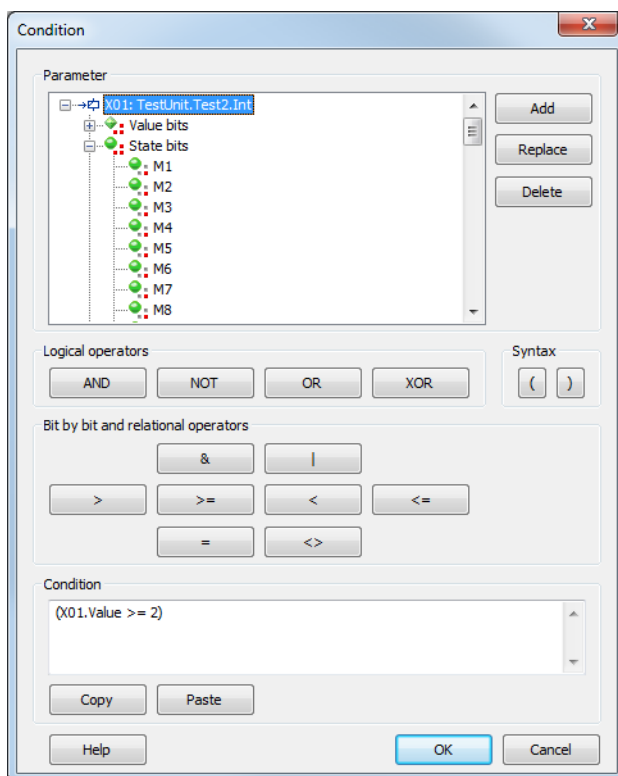 Condition
Parameter
X01: TestUnit.Test2.Int
Value bits
State bits
M1
M2
M3
M4
M5
M6
M7
M8
Add
Replace
Delete
Logical operators
AND NOT OR XOR
Syntax
( )
Bit by bit and relational operators
& |
> >= < <=
= <>
Condition
(X01.Value >= 2)
Copy Paste
Help OK Cancel